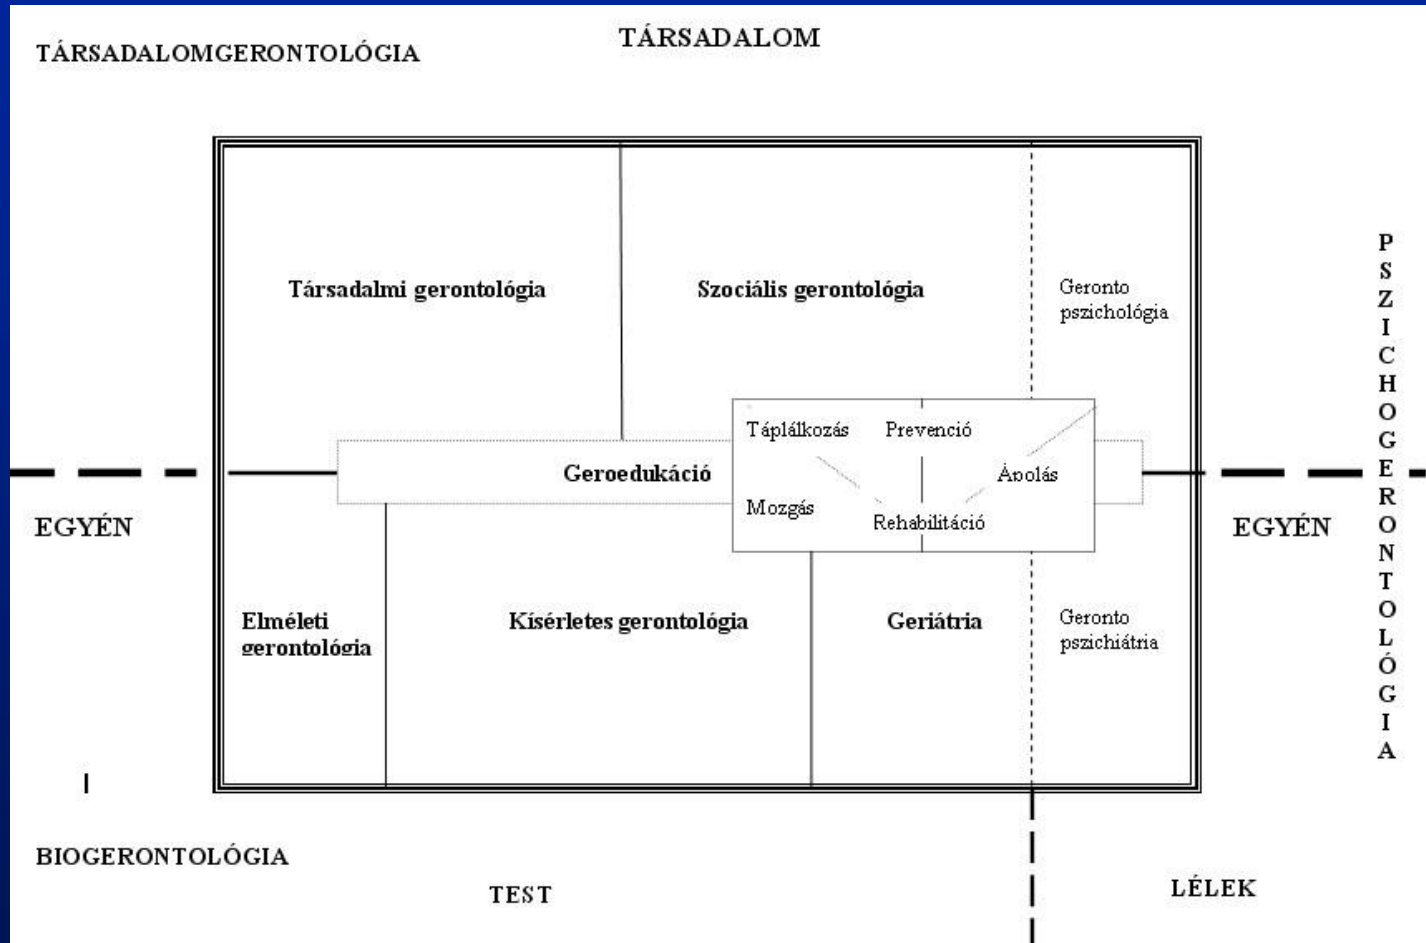 TÁRSADALOMGERONTOLÓGIA
TÁRSADALOM
Társadalmi gerontológia
Szociális gerontológia
Geronto
pszichológia
PSZICHOGERONTOLÓGIA
Táplálkozás
Prevenció
Geroedukáció
Ápolás
Mozgás
Rehabilitáció
EGYÉN
EGYÉN
Elméleti
gerontológia
Kísérletes gerontológia
Geriátria
Geronto
pszichiátria
BIOGERONTOLÓGIA
TEST
LÉLEK